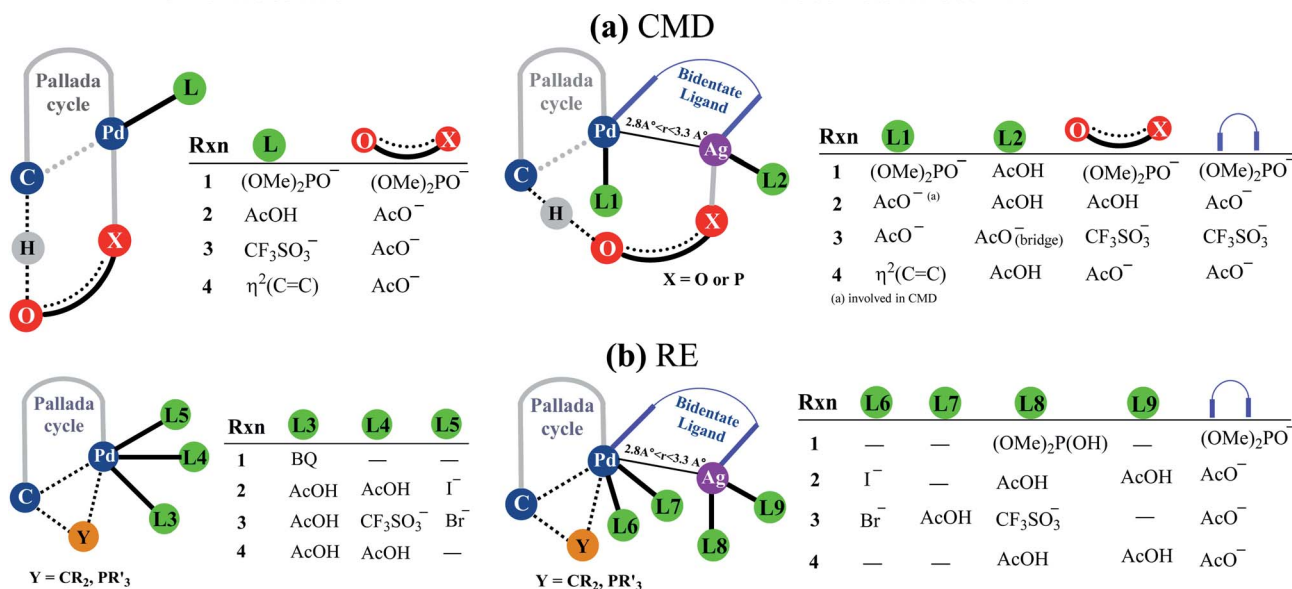 (a) CMD
Pallada
cycle
L
Pd
C
H
X
O
Rxn L O X
1 (OMe)₂PO⁻ (OMe)₂PO⁻
2 AcOH AcO⁻
3 CF₃SO₃⁻ AcO⁻
4 η²(C=C) AcO⁻
Pallada
cycle
Bidentate
Ligand
2.8A°<r<3.3 A°
Pd
Ag
C
L2
L1
H
X
O
X = O or P
Rxn L1 L2 O X
1 (OMe)₂PO⁻ AcOH (OMe)₂PO⁻ (OMe)₂PO⁻
2 AcO⁻ (a) AcOH AcOH AcO⁻
3 AcO⁻ AcO⁻(bridge) CF₃SO₃⁻ CF₃SO₃⁻
4 η²(C=C) AcOH AcO⁻ AcO⁻
(a) involved in CMD
(b) RE
Pallada
cycle
L5
Pd
L4
C
L3
Y
Y = CR₂, PR'₃
Rxn L3 L4 L5
1 BQ — —
2 AcOH AcOH I⁻
3 AcOH CF₃SO₃⁻ Br⁻
4 AcOH AcOH —
Pallada
cycle
Bidentate
Ligand
2.8A°<r<3.3 A°
Pd
Ag
C
L7
L9
L6
Y
L8
Y = CR₂, PR'₃
Rxn L6 L7 L8 L9
1 — — (OMe)₂P(OH) — (OMe)₂PO⁻
2 I⁻ — AcOH AcOH AcO⁻
3 Br⁻ AcOH CF₃SO₃⁻ — AcO⁻
4 — — AcOH AcOH AcO⁻